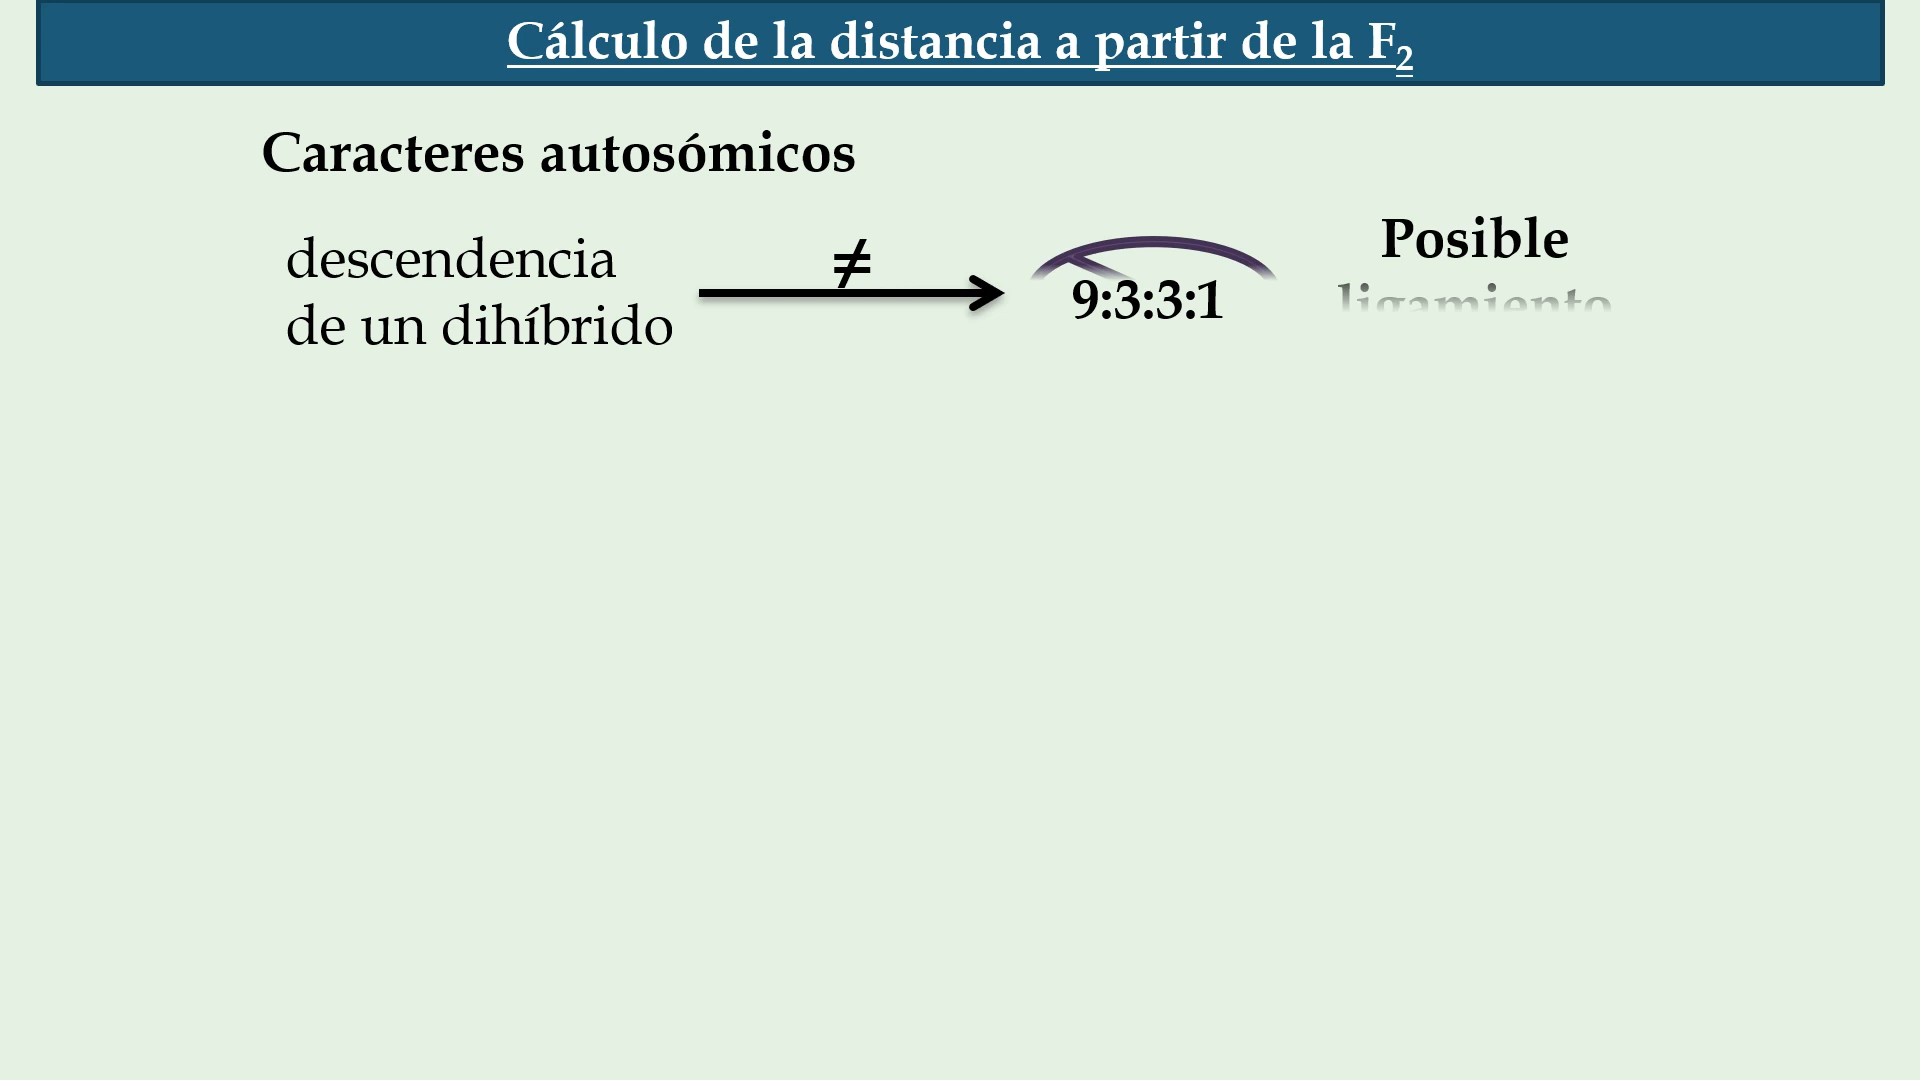 Cálculo de la distancia a partir de la F₂
Caracteres autosómicos
descendencia
de un dihíbrido
≠
9:3:3:1
Posible
ligamiento